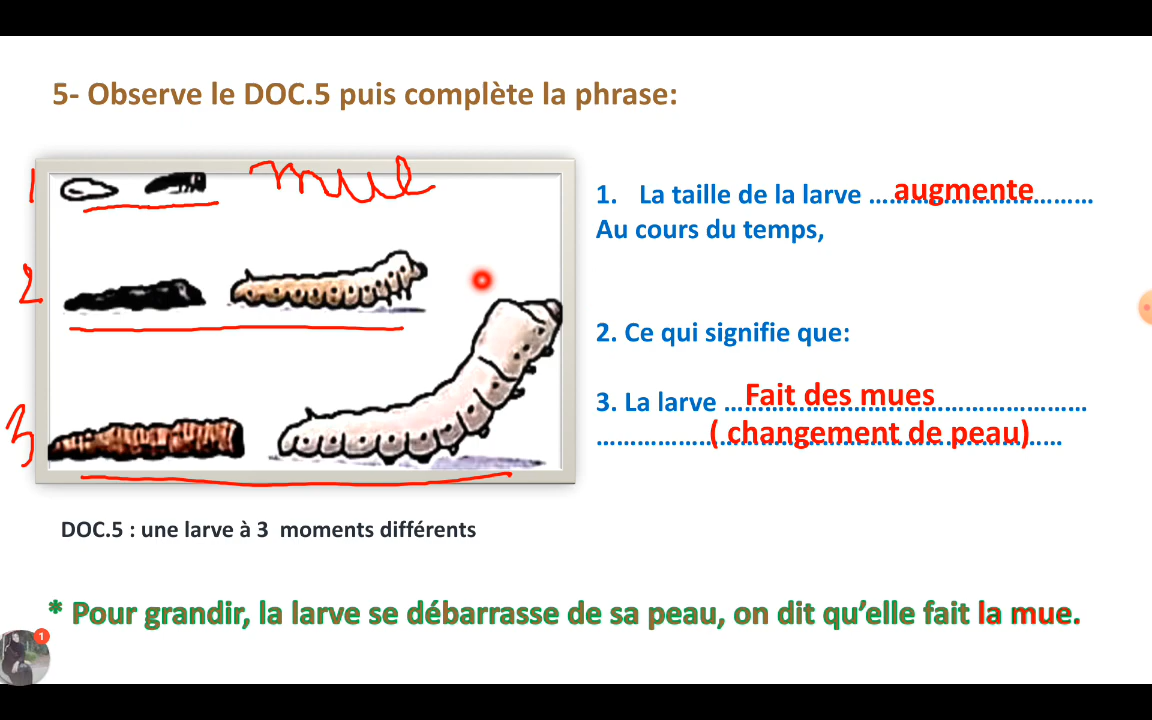 5- Observe le DOC.5 puis complète la phrase:
1 mue
2
3
1. La taille de la larve ......augmente......
Au cours du temps,
2. Ce qui signifie que:
3. La larve ...Fait des mues...
...( changement de peau)...
DOC.5 : une larve à 3 moments différents
* Pour grandir, la larve se débarrasse de sa peau, on dit qu’elle fait la mue.
1